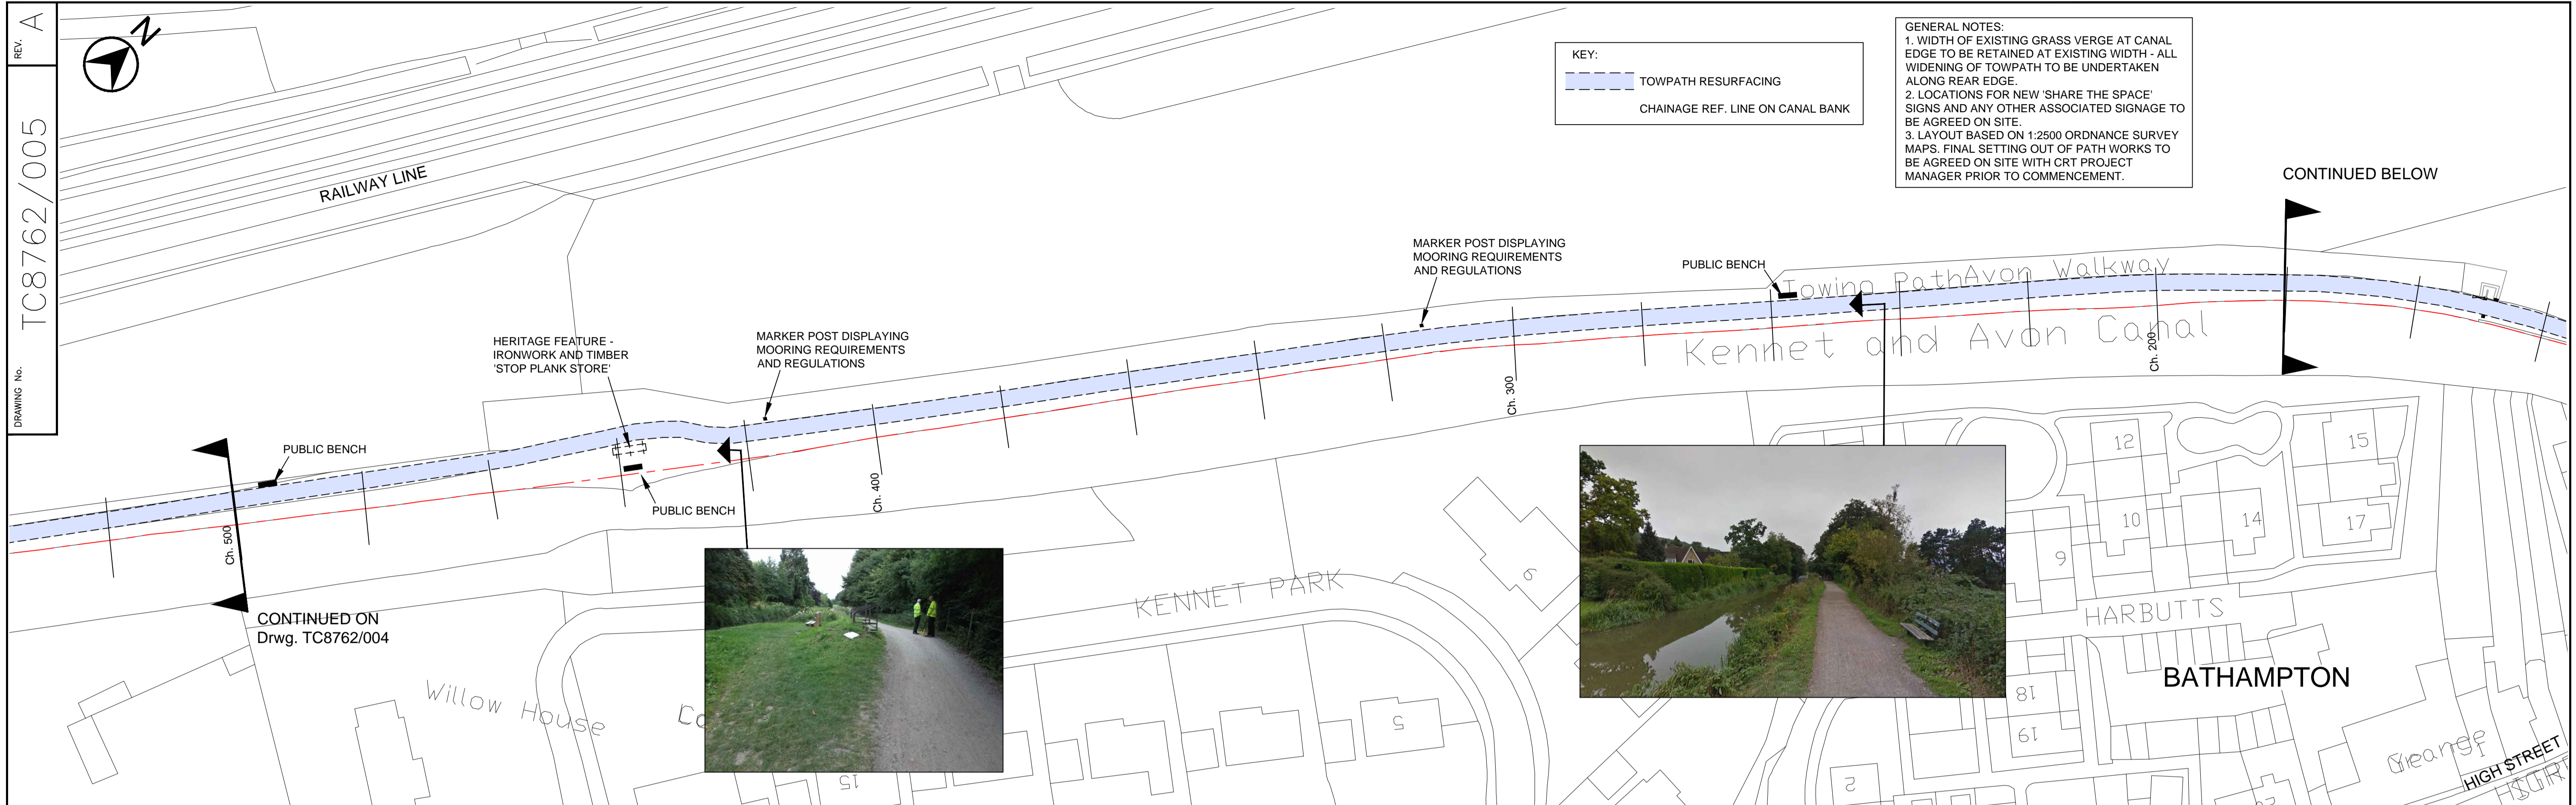 REV. A
DRAWING No. TC8762/005
N
RAILWAY LINE
KEY:
TOWPATH RESURFACING
CHAINAGE REF. LINE ON CANAL BANK
GENERAL NOTES:
1. WIDTH OF EXISTING GRASS VERGE AT CANAL
EDGE TO BE RETAINED AT EXISTING WIDTH - ALL
WIDENING OF TOWPATH TO BE UNDERTAKEN
ALONG REAR EDGE.
2. LOCATIONS FOR NEW 'SHARE THE SPACE'
SIGNS AND ANY OTHER ASSOCIATED SIGNAGE TO
BE AGREED ON SITE.
3. LAYOUT BASED ON 1:2500 ORDNANCE SURVEY
MAPS. FINAL SETTING OUT OF PATH WORKS TO
BE AGREED ON SITE WITH CRT PROJECT
MANAGER PRIOR TO COMMENCEMENT.
CONTINUED BELOW
MARKER POST DISPLAYING
MOORING REQUIREMENTS
AND REGULATIONS
PUBLIC BENCH
Towing Path Avon Walkway
Kennet and Avon Canal
HERITAGE FEATURE -
IRONWORK AND TIMBER
'STOP PLANK STORE'
MARKER POST DISPLAYING
MOORING REQUIREMENTS
AND REGULATIONS
PUBLIC BENCH
PUBLIC BENCH
Ch. 500
Ch. 400
Ch. 300
Ch. 200
CONTINUED ON
Drwg. TC8762/004
Willow House
KENNET PARK
HARBUTTS
BATHAMPTON
HIGH STREET
12
15
10
14
17
9
6
5
15
18
19
2